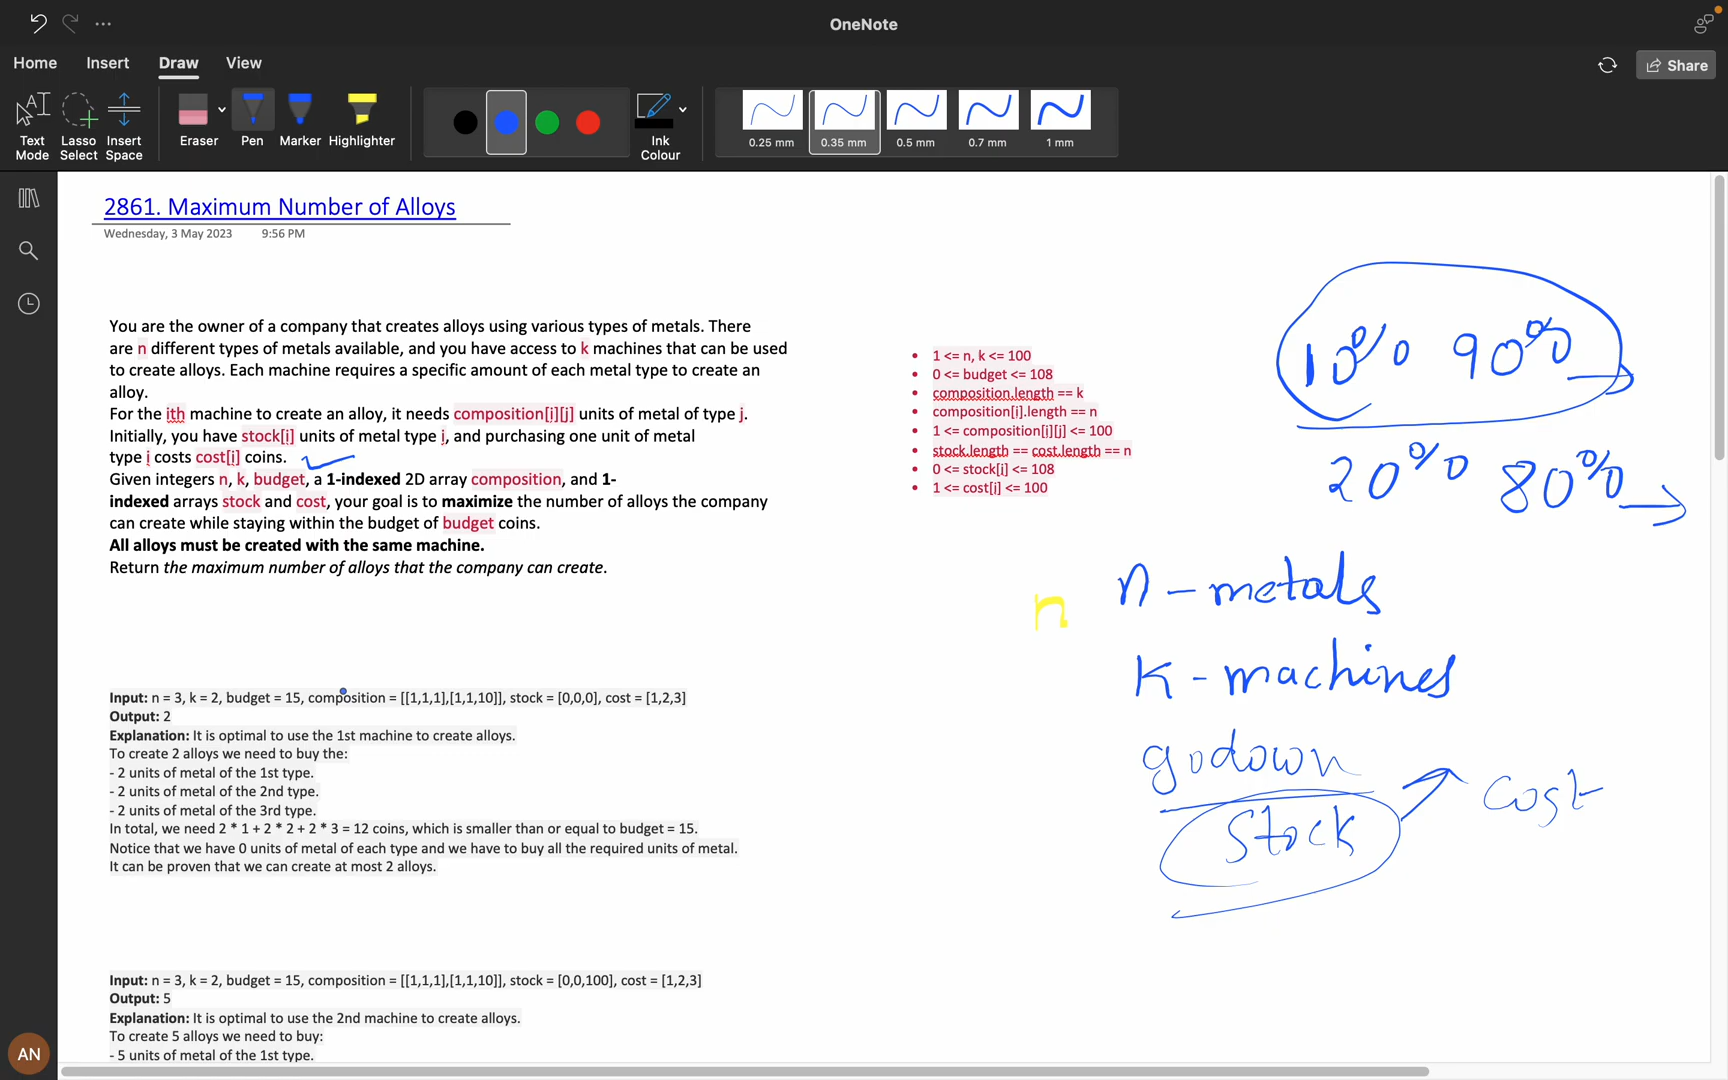 OneNote
Home Insert Draw View
Share
Text Mode
Lasso Select
Insert Space
Eraser
Pen
Marker
Highlighter
Ink Colour
0.25 mm
0.35 mm
0.5 mm
0.7 mm
1 mm
2861. Maximum Number of Alloys
Wednesday, 3 May 2023 9:56 PM
You are the owner of a company that creates alloys using various types of metals. There
are n different types of metals available, and you have access to k machines that can be used
to create alloys. Each machine requires a specific amount of each metal type to create an
alloy.
For the ith machine to create an alloy, it needs composition[i][j] units of metal of type j.
Initially, you have stock[i] units of metal type i, and purchasing one unit of metal
type i costs cost[i] coins.
Given integers n, k, budget, a 1-indexed 2D array composition, and 1-
indexed arrays stock and cost, your goal is to maximize the number of alloys the company
can create while staying within the budget of budget coins.
All alloys must be created with the same machine.
Return the maximum number of alloys that the company can create.
• 1 <= n, k <= 100
• 0 <= budget <= 108
• composition.length == k
• composition[i].length == n
• 1 <= composition[i][j] <= 100
• stock.length == cost.length == n
• 0 <= stock[i] <= 108
• 1 <= cost[i] <= 100
10% 90%
20% 80%
n
n - metals
K - machines
godown
Stock
Cost
Input: n = 3, k = 2, budget = 15, composition = [[1,1,1],[1,1,10]], stock = [0,0,0], cost = [1,2,3]
Output: 2
Explanation: It is optimal to use the 1st machine to create alloys.
To create 2 alloys we need to buy the:
- 2 units of metal of the 1st type.
- 2 units of metal of the 2nd type.
- 2 units of metal of the 3rd type.
In total, we need 2 * 1 + 2 * 2 + 2 * 3 = 12 coins, which is smaller than or equal to budget = 15.
Notice that we have 0 units of metal of each type and we have to buy all the required units of metal.
It can be proven that we can create at most 2 alloys.
Input: n = 3, k = 2, budget = 15, composition = [[1,1,1],[1,1,10]], stock = [0,0,100], cost = [1,2,3]
Output: 5
Explanation: It is optimal to use the 2nd machine to create alloys.
To create 5 alloys we need to buy:
- 5 units of metal of the 1st type.
AN